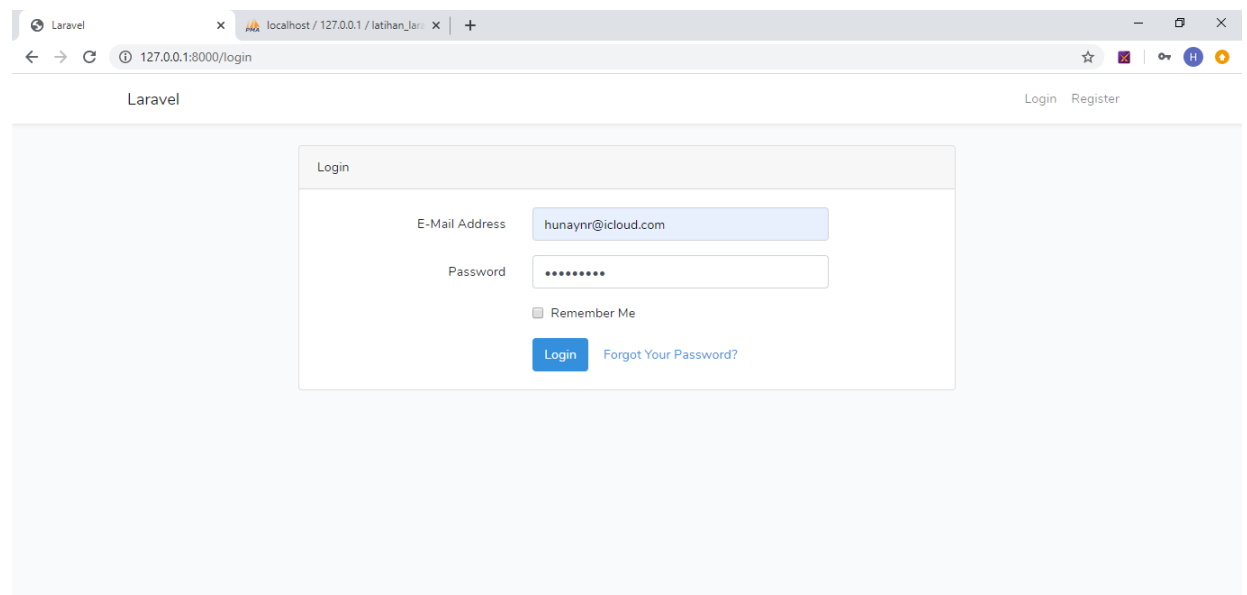 Laravel
localhost / 127.0.0.1 / latihan_lara
127.0.0.1:8000/login
H
Laravel
Login Register
Login
E-Mail Address hunaynr@icloud.com
Password •••••••••
Remember Me
Login Forgot Your Password?